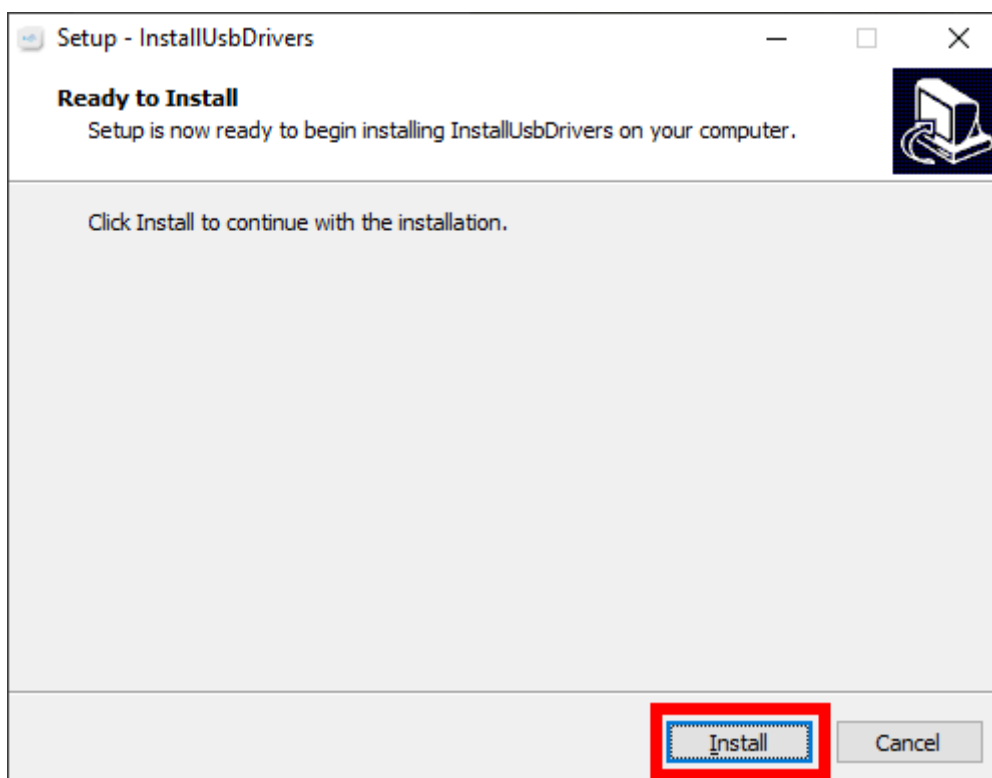 Setup - InstallUsbDrivers
Ready to Install
Setup is now ready to begin installing InstallUsbDrivers on your computer.
Click Install to continue with the installation.
Install
Cancel